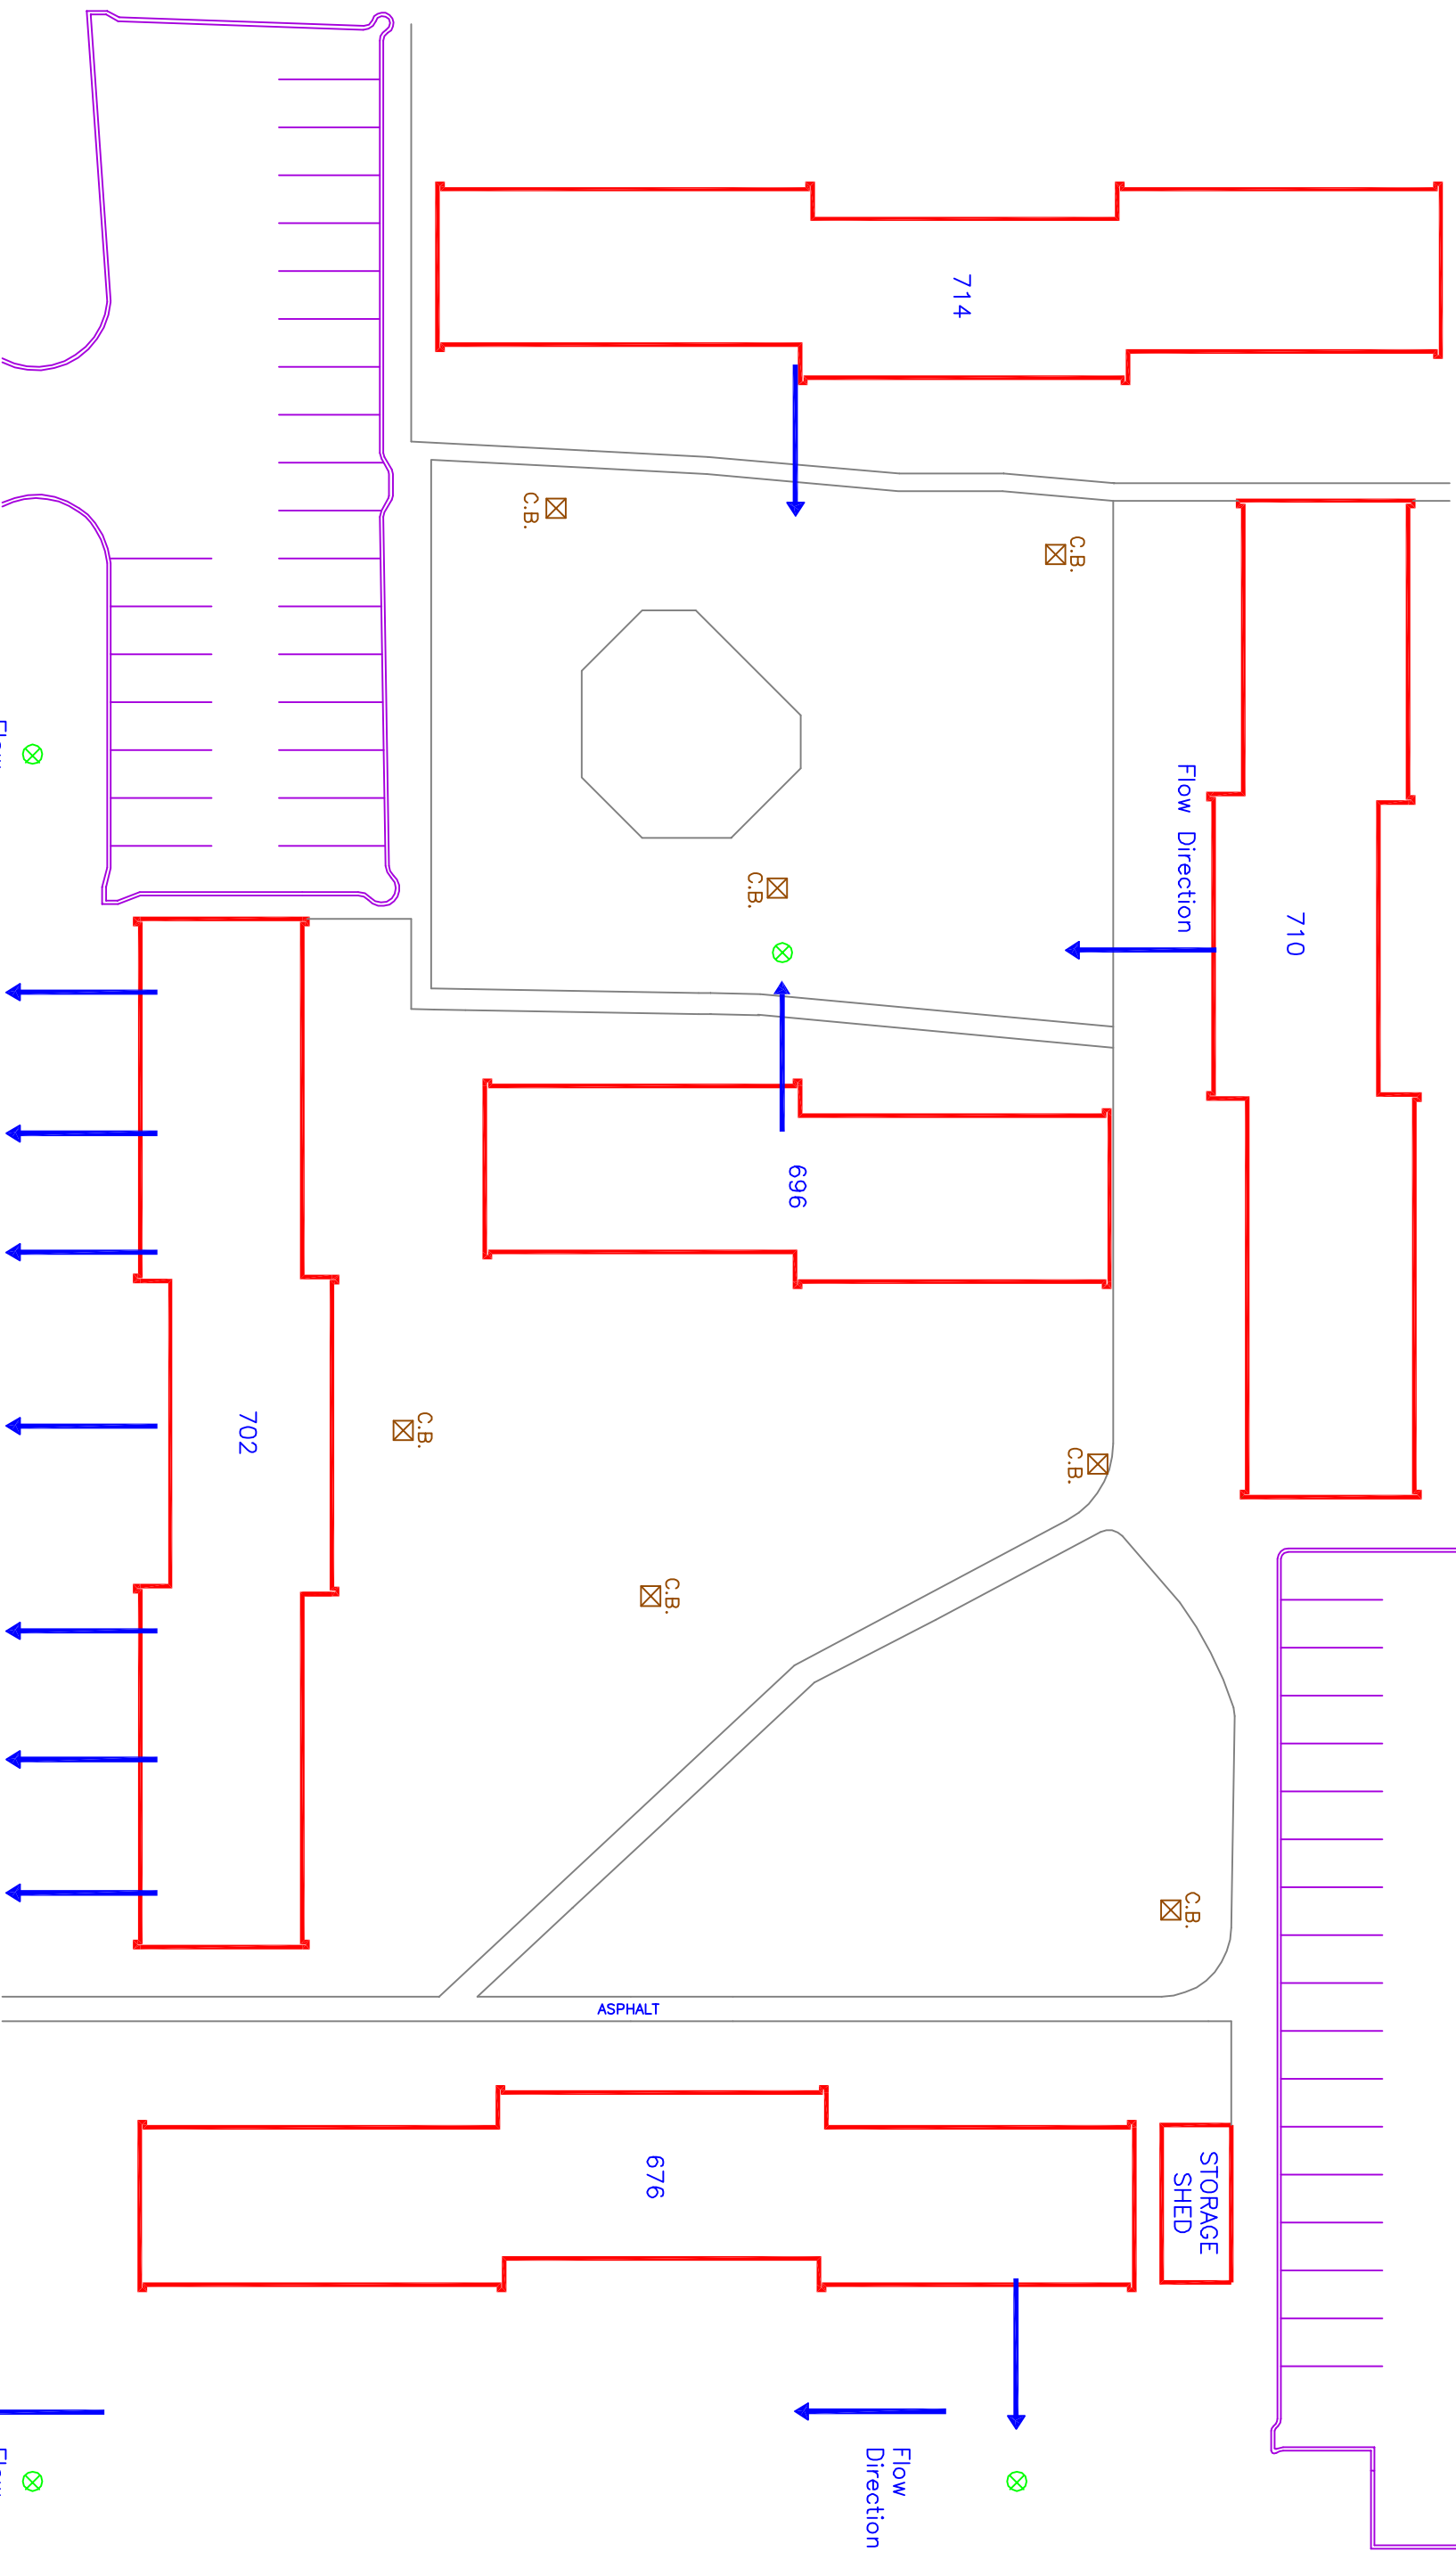 714
C.B.
C.B.
Flow Direction
710
C.B.
696
702
C.B.
C.B.
C.B.
C.B.
ASPHALT
676
STORAGE
SHED
Flow
Direction